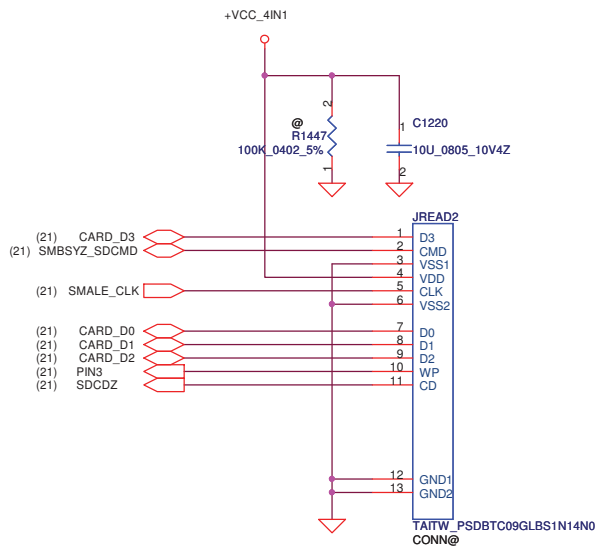 +VCC_4IN1
@
R1447
100K_0402_5%
2
1
C1220
10U_0805_10V4Z
1
2
JREAD2
(21) CARD_D3 1 D3
(21) SMBSYZ_SDCMD 2 CMD
3 VSS1
4 VDD
(21) SMALE_CLK 5 CLK
6 VSS2
(21) CARD_D0 7 D0
(21) CARD_D1 8 D1
(21) CARD_D2 9 D2
(21) PIN3 10 WP
(21) SDCDZ 11 CD
12 GND1
13 GND2
TAITW_PSDBTC09GLBS1N14N0
CONN@